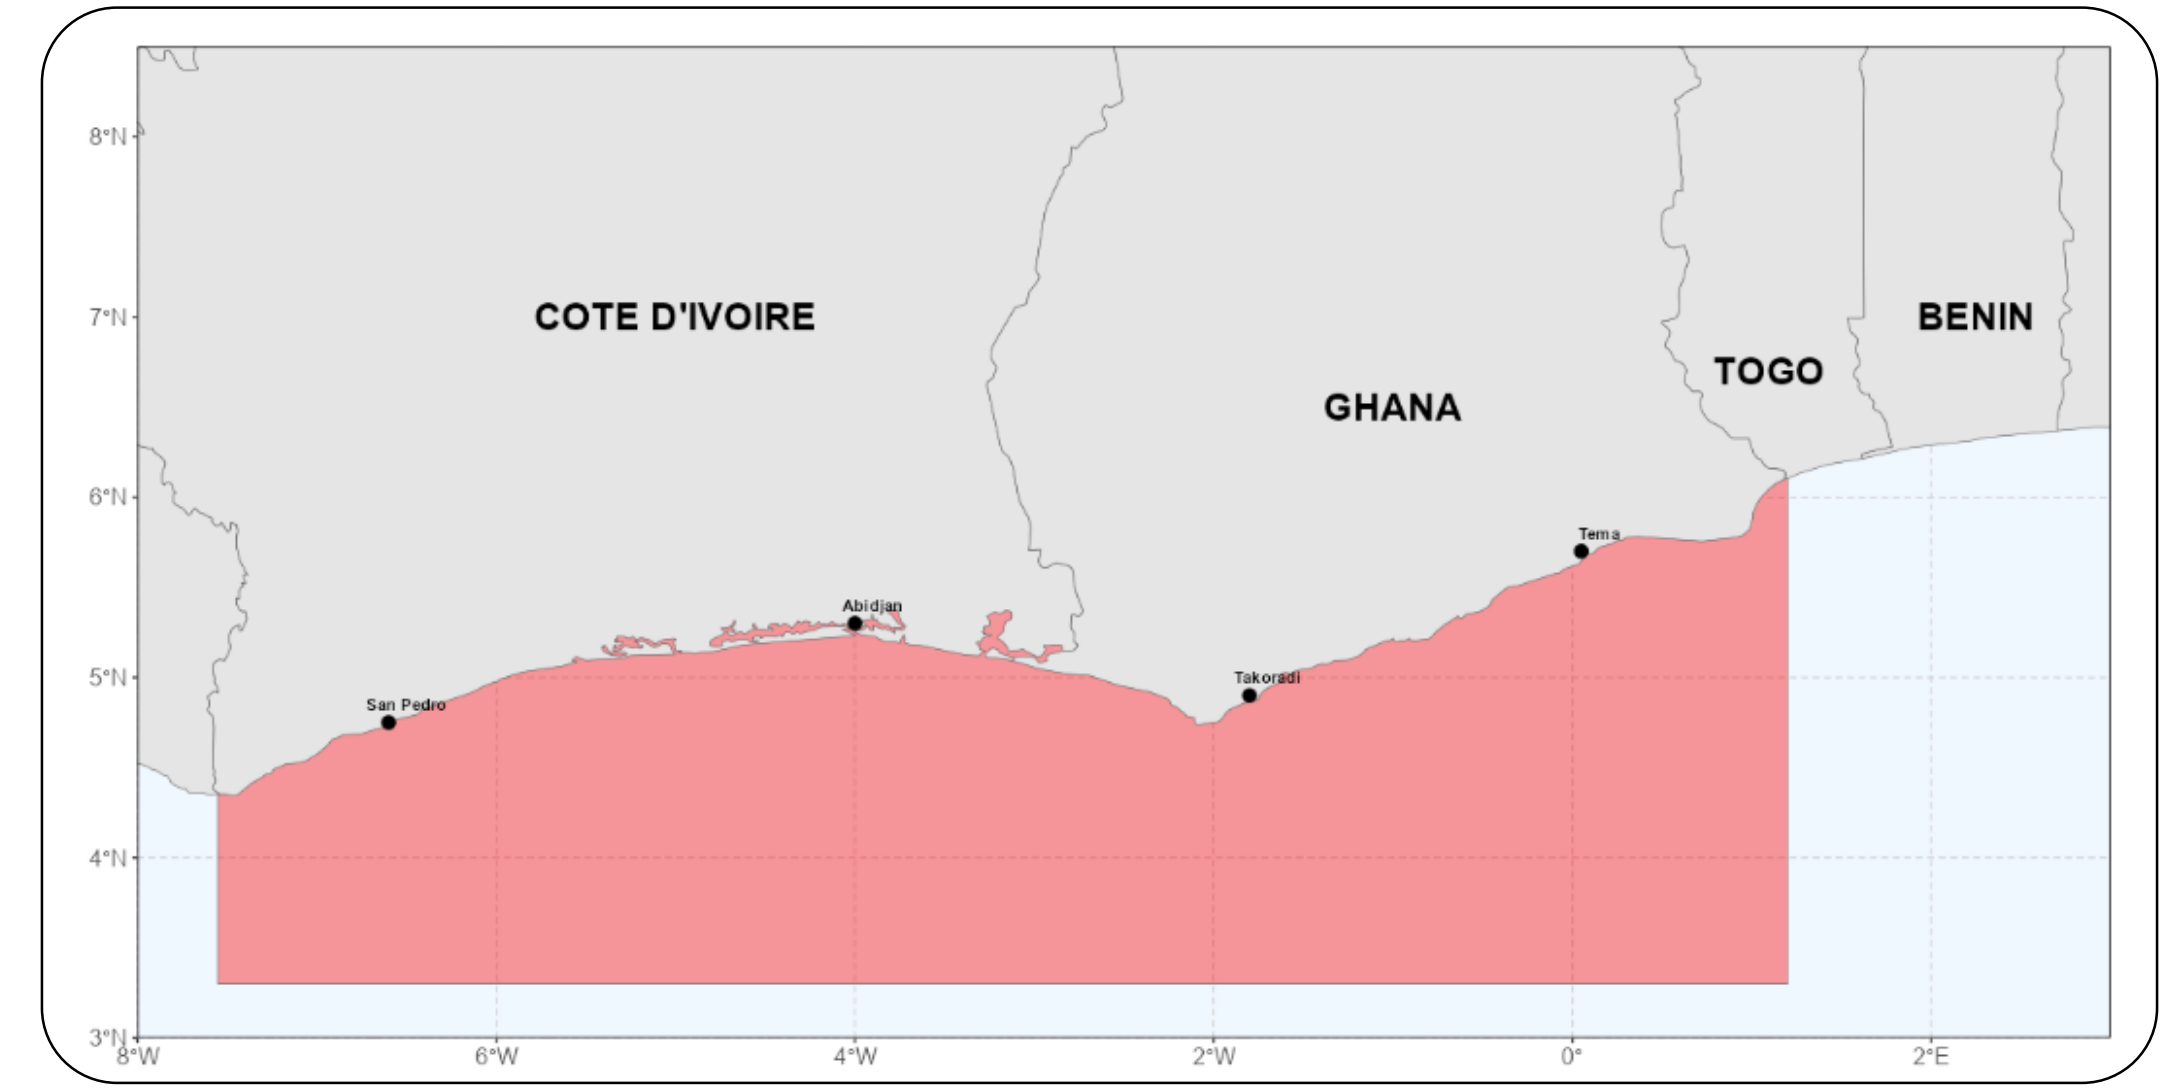 8°N
7°N
6°N
5°N
4°N
3°N
COTE D'IVOIRE
BENIN
TOGO
GHANA
Tema
Abidjan
Takoradi
San Pedro
8°W 6°W 4°W 2°W 0° 2°E